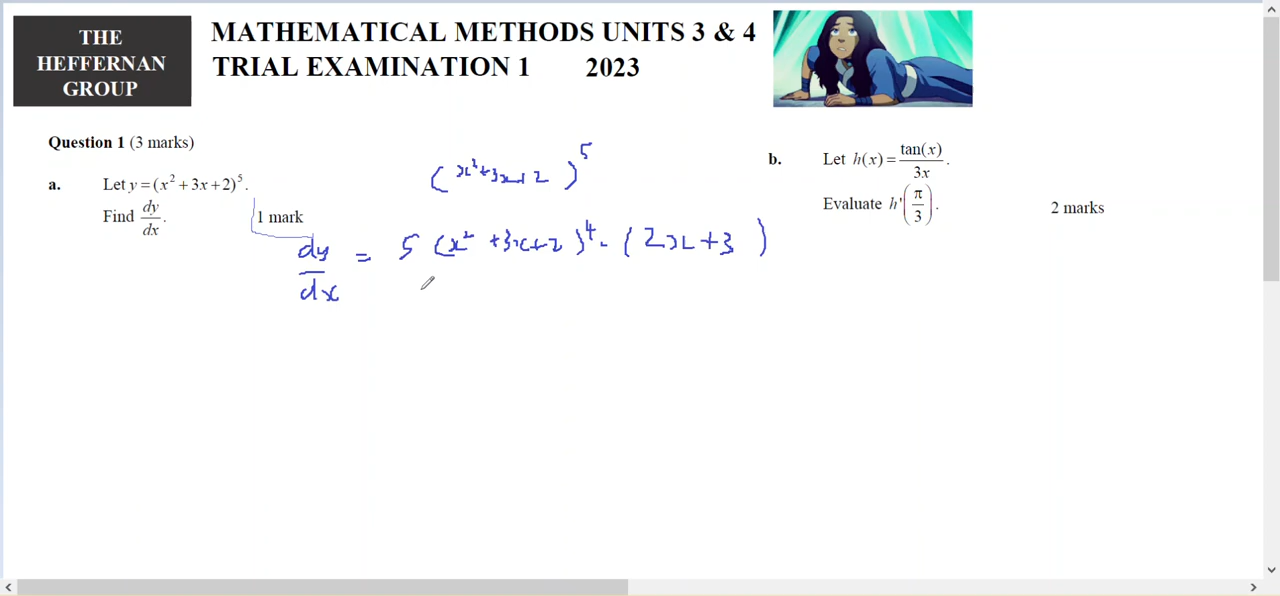 THE
HEFFERNAN
GROUP
MATHEMATICAL METHODS UNITS 3 & 4
TRIAL EXAMINATION 1 2023
Question 1 (3 marks)
a. Let y = (x² + 3x + 2)⁵.
Find dy/dx.
1 mark
(x²+3x+2)⁵
dy/dx = 5 (x² +3x+2)⁴ · (2x+3)
b. Let h(x) = tan(x)/3x.
Evaluate h'(π/3).
2 marks